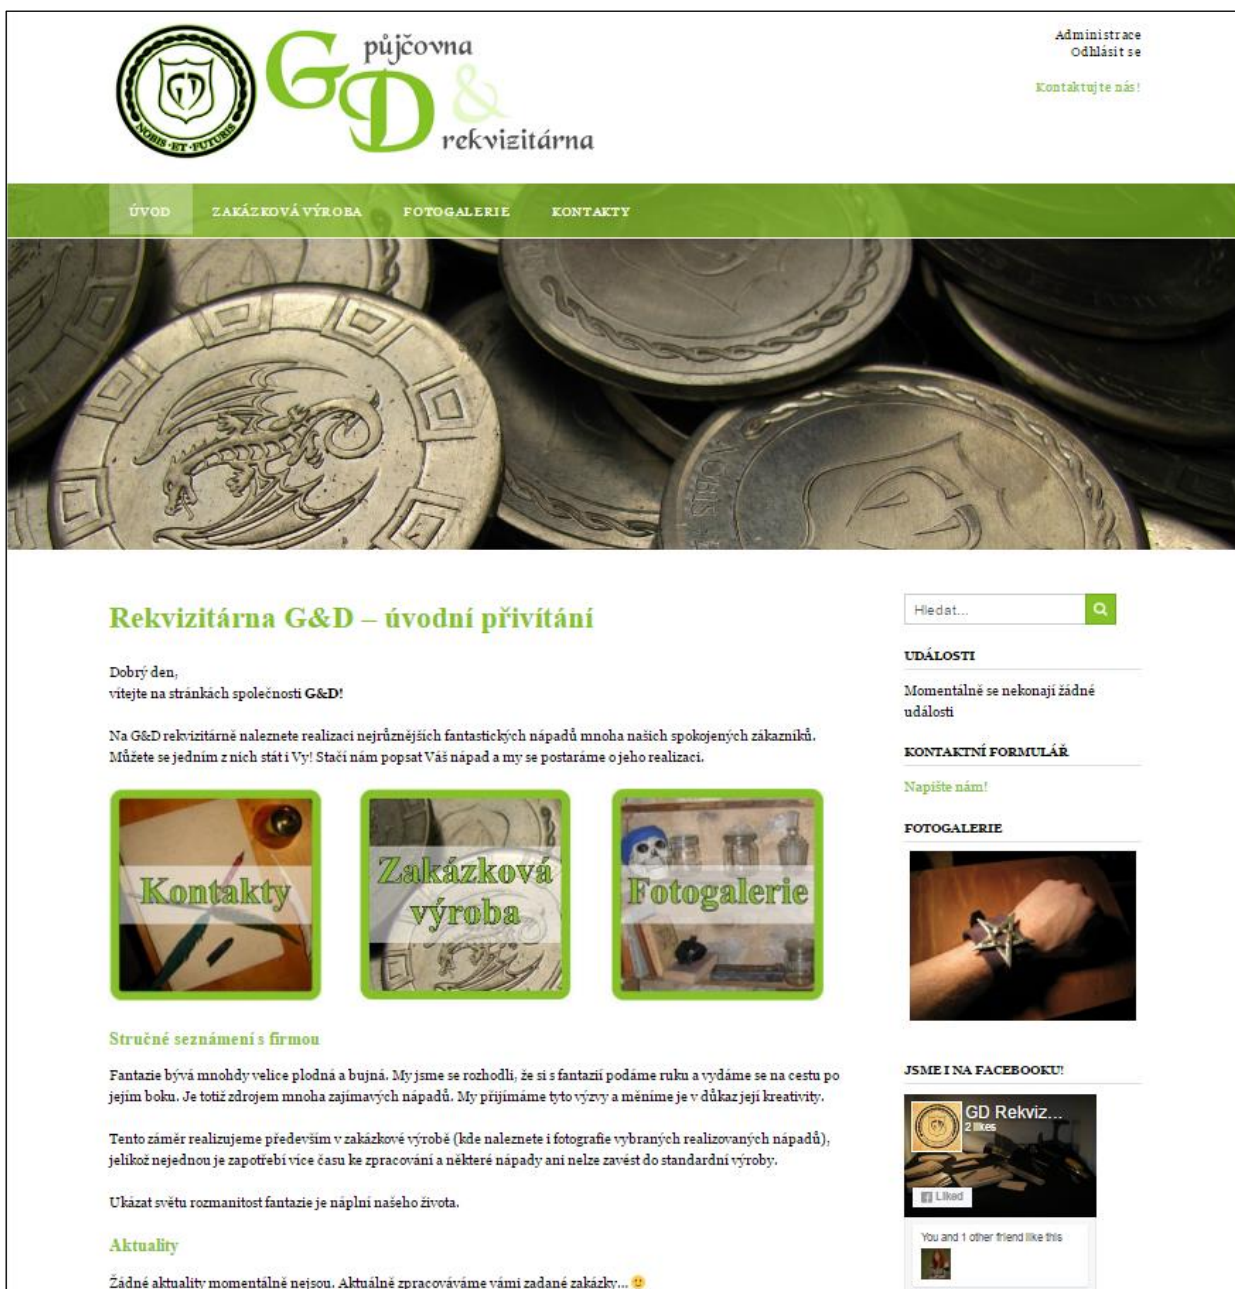 GD
NOBIS · ET · FUTURIS
G půjčovna
D & rekvizitárna
Administrace
Odhlásit se
Kontaktujte nás!
ÚVOD ZAKÁZKOVÁ VÝROBA FOTOGALERIE KONTAKTY
NOBIS
Rekvizitárna G&D – úvodní přivítání
Dobrý den,
vítejte na stránkách společnosti G&D!
Na G&D rekvizitárně naleznete realizaci nejrůznějších fantastických nápadů mnoha našich spokojených zákazníků.
Můžete se jedním z nich stát i Vy! Stačí nám popsat Váš nápad a my se postaráme o jeho realizaci.
Kontakty
Zakázková
výroba
Fotogalerie
Stručné seznámení s firmou
Fantazie bývá mnohdy velice plodná a bujná. My jsme se rozhodli, že si s fantazií podáme ruku a vydáme se na cestu po
jejím boku. Je totiž zdrojem mnoha zajímavých nápadů. My přijímáme tyto výzvy a měníme je v důkaz její kreativity.
Tento záměr realizujeme především v zakázkové výrobě (kde naleznete i fotografie vybraných realizovaných nápadů),
jelikož nejednou je zapotřebí více času ke zpracování a některé nápady ani nelze zavést do standardní výroby.
Ukázat světu rozmanitost fantazie je náplní našeho života.
Aktuality
Žádné aktuality momentálně nejsou. Aktuálně zpracováváme vámi zadané zakázky... 🙂
Hledat...
UDÁLOSTI
Momentálně se nekonají žádné
události
KONTAKTNÍ FORMULÁŘ
Napište nám!
FOTOGALERIE
JSME I NA FACEBOOKU!
GD Rekviz...
2 likes
Liked
You and 1 other friend like this